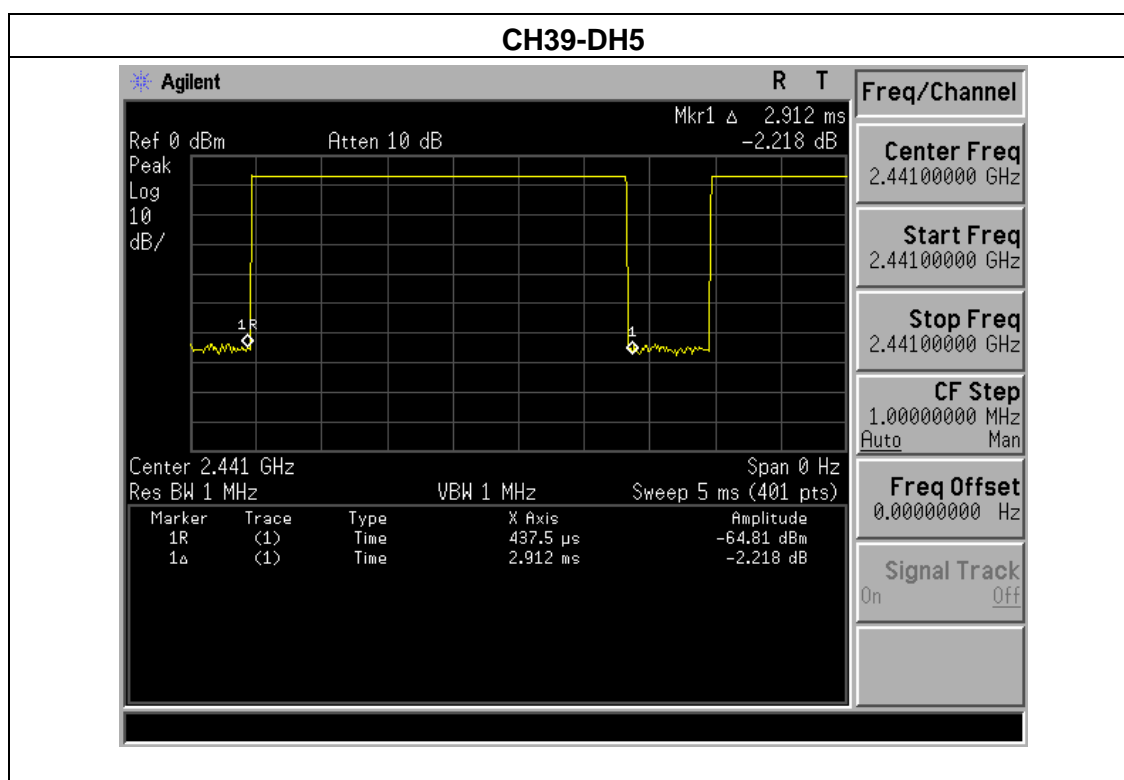 CH39-DH5
Agilent R T
Mkr1 Δ 2.912 ms
Ref 0 dBm Atten 10 dB -2.218 dB
Peak
Log
10
dB/
1R
1
Center 2.441 GHz Span 0 Hz
Res BW 1 MHz VBW 1 MHz Sweep 5 ms (401 pts)
Marker Trace Type X Axis Amplitude
1R (1) Time 437.5 µs -64.81 dBm
1Δ (1) Time 2.912 ms -2.218 dB
Freq/Channel
Center Freq
2.44100000 GHz
Start Freq
2.44100000 GHz
Stop Freq
2.44100000 GHz
CF Step
1.00000000 MHz
Auto Man
Freq Offset
0.00000000 Hz
Signal Track
On Off